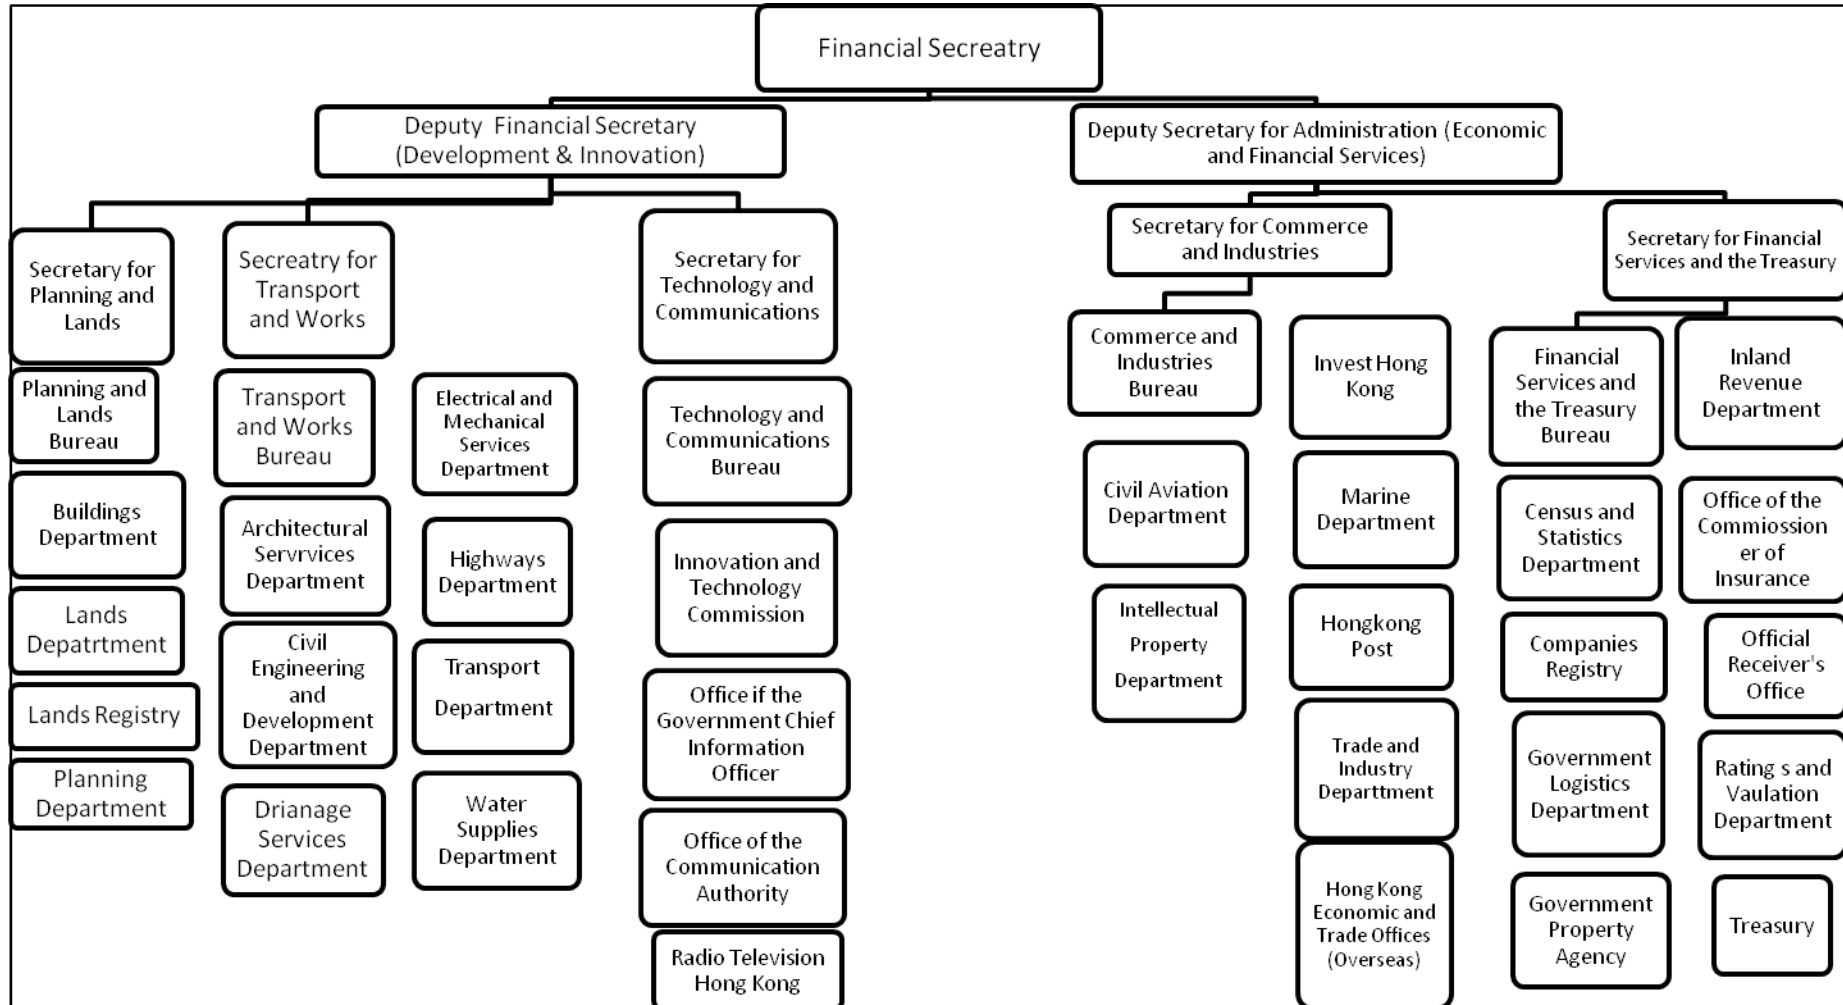 Financial Secreatry
Deputy  Financial Secretary
(Development & Innovation)
Deputy Secretary for Administration (Economic
and Financial Services)
Secretary for
Planning and
Lands
Secreatry for
Transport
and Works
Secretary for
Technology and
Communications
Secretary for Commerce
and Industries
Secretary for Financial
Services and the Treasury
Planning and
Lands
Bureau
Buildings
Department
Lands
Depatrtment
Lands Registry
Planning
Department
Transport
and Works
Bureau
Architectural
Servrvices
Department
Civil
Engineering
and
Development
Department
Drianage
Services
Department
Electrical and
Mechanical
Services
Department
Highways
Department
Transport
Department
Water
Supplies
Department
Technology and
Communications
Bureau
Innovation and
Technology
Commission
Office if the
Government Chief
Information
Officer
Office of the
Communication
Authority
Radio Television
Hong Kong
Commerce and
Industries
Bureau
Civil Aviation
Department
Intellectual
Property
Department
Invest Hong
Kong
Marine
Department
Hongkong
Post
Trade and
Industry
Departtment
Hong Kong
Economic and
Trade Offices
(Overseas)
Financial
Services and
the Treasury
Bureau
Census and
Statistics
Department
Companies
Registry
Government
Logistics
Department
Government
Property
Agency
Inland
Revenue
Department
Office of the
Commiossion
er of
Insurance
Official
Receiver's
Office
Rating s and
Vaulation
Department
Treasury